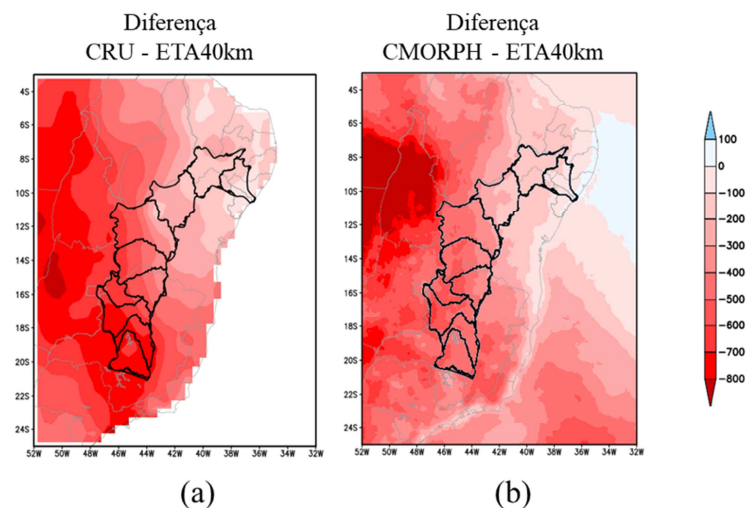 Diferença
CRU - ETA40km
Diferença
CMORPH - ETA40km
4S
6S
8S
10S
12S
14S
16S
18S
20S
22S
24S
52W 50W 48W 46W 44W 42W 40W 38W 36W 34W 32W
4S
6S
8S
10S
12S
14S
16S
18S
20S
22S
24S
52W 50W 48W 46W 44W 42W 40W 38W 36W 34W 32W
100
0
-100
-200
-300
-400
-500
-600
-700
-800
(a)
(b)